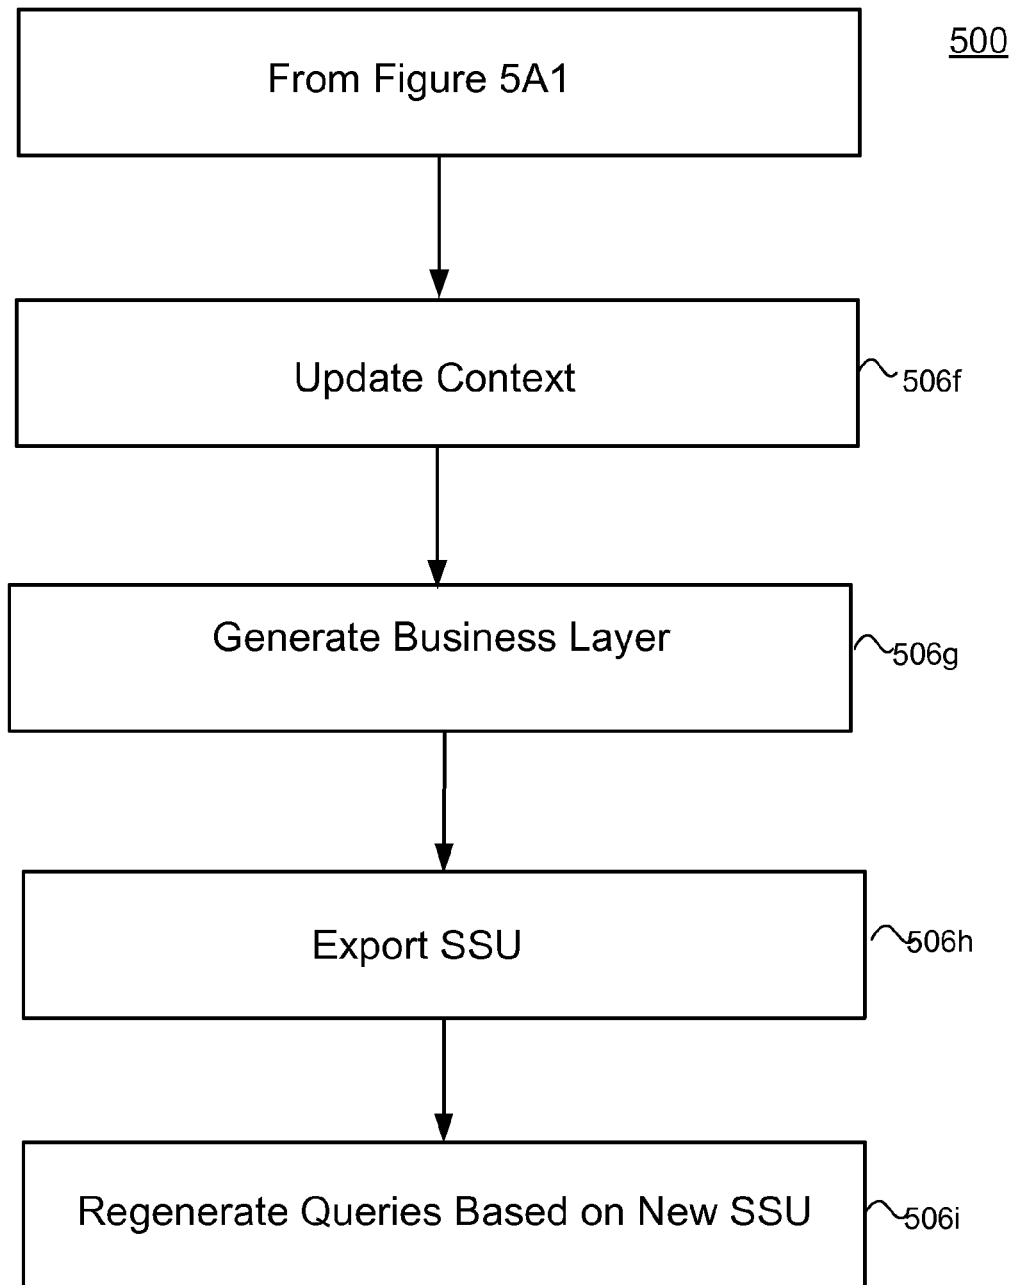 500
From Figure 5A1
Update Context
506f
Generate Business Layer
506g
Export SSU
506h
Regenerate Queries Based on New SSU
506i